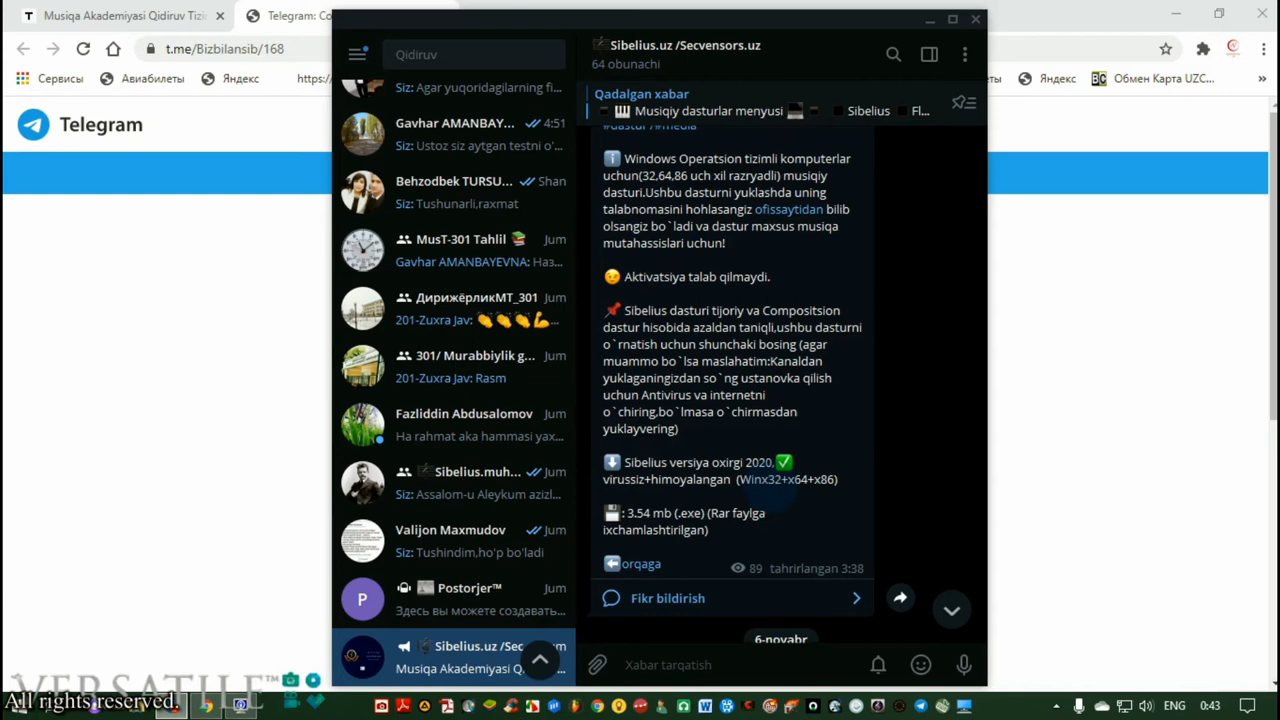 Musiqa Akademiyasi Qidiruv Tizi
Telegram: Co
t.me/Bizbilansib/168
Сервисы
Автобусы
Яндекс
https:/
Яндекс
Обмен Карта UZC...
Telegram
Qidiruv
Siz: Agar yuqoridagilarning fi...
Gavhar AMANBAY...
4:51
Siz: Ustoz siz aytgan testni o'...
Behzodbek TURSU...
Shan
Siz: Tushunarli,raxmat
MusT-301 Tahlil
Jum
Gavhar AMANBAYEVNA: Наз...
ДирижёрликМТ_301
Jum
201-Zuxra Jav:
301/ Murabbiylik g...
Jum
201-Zuxra Jav: Rasm
Fazliddin Abdusalomov
Jum
Ha rahmat aka hammasi yax...
Sibelius.muh...
Jum
Siz: Assalom-u Aleykum azizl...
Valijon Maxmudov
Jum
Siz: Tushindim,ho'p bo'ladi
P
Postorjer™
Jum
Здесь вы можете создавать...
Sibelius.uz /Sec
m
Musiqa Akademiyasi Q
Sibelius.uz /Secvensors.uz
64 obunachi
Qadalgan xabar
Musiqiy dasturlar menyusi
Sibelius
Fl...
#dastur /#media
Windows Operatsion tizimli komputerlar
uchun(32,64,86 uch xil razryadli) musiqiy
dasturi.Ushbu dasturni yuklashda uning
talabnomasini hohlasangiz ofissaytidan bilib
olsangiz bo`ladi va dastur maxsus musiqa
mutahassislari uchun!
Aktivatsiya talab qilmaydi.
Sibelius dasturi tijoriy va Compositsion
dastur hisobida azaldan taniqli,ushbu dasturni
o`rnatish uchun shunchaki bosing (agar
muammo bo`lsa maslahatim:Kanaldan
yuklaganingizdan so`ng ustanovka qilish
uchun Antivirus va internetni
o`chiring,bo`lmasa o`chirmasdan
yuklayvering)
Sibelius versiya oxirgi 2020,
virussiz+himoyalangan (Winx32+x64+x86)
: 3.54 mb (.exe) (Rar faylga
ixchamlashtirilgan)
orqaga
89 tahrirlangan 3:38
Fikr bildirish
6-noyabr
Xabar tarqatish
VERSATILE
All rights reserved.
ENG
0:43